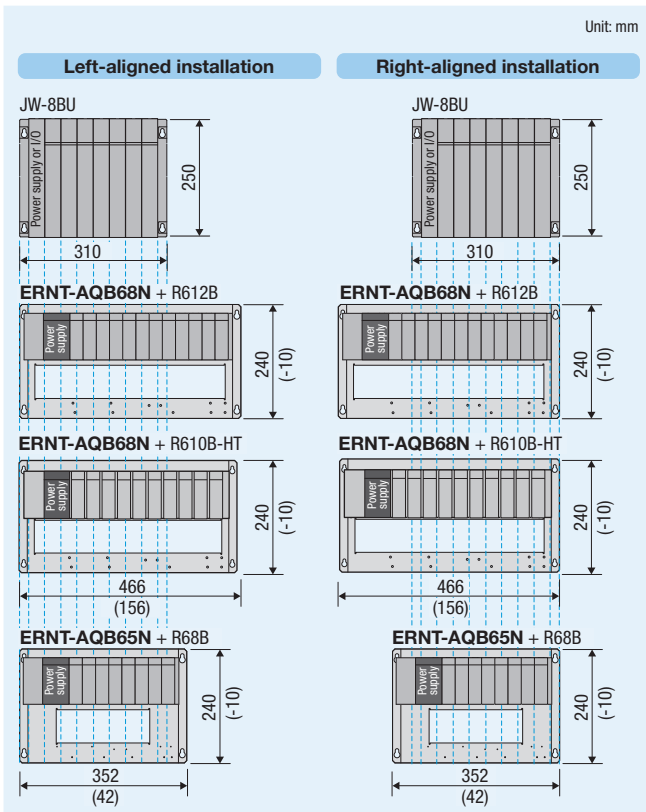 Unit: mm
Left-aligned installation
JW-8BU
Power supply or I/O
250
310
ERNT-AQB68N + R612B
Power
supply
240
(-10)
ERNT-AQB68N + R610B-HT
Power
supply
240
(-10)
466
(156)
ERNT-AQB65N + R68B
Power
supply
240
(-10)
352
(42)
Right-aligned installation
JW-8BU
Power supply or I/O
250
310
ERNT-AQB68N + R612B
Power
supply
240
(-10)
ERNT-AQB68N + R610B-HT
Power
supply
240
(-10)
466
(156)
ERNT-AQB65N + R68B
Power
supply
240
(-10)
352
(42)